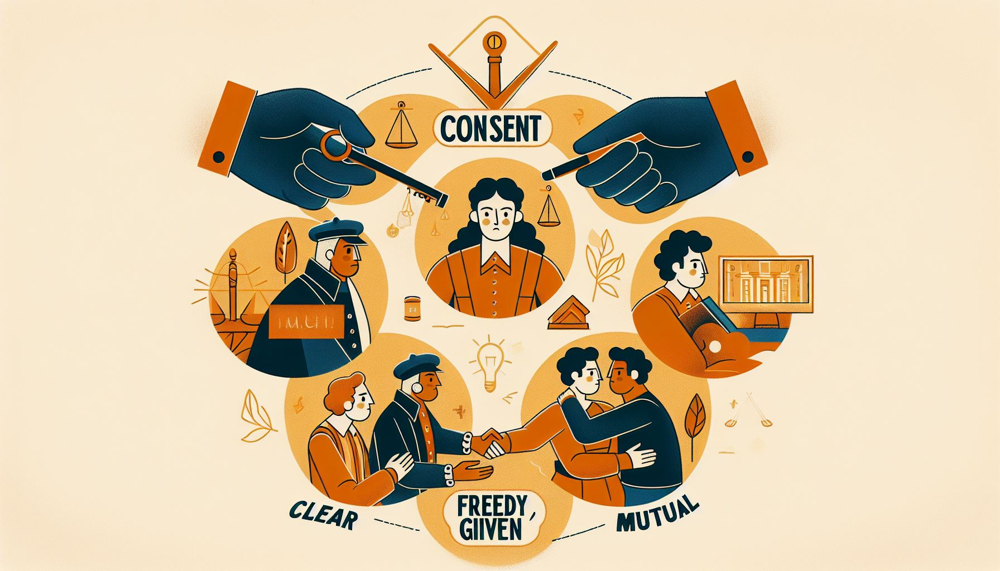 CONSENT
CLEAR
FREEDY,
GIIVEN
MUTUAL